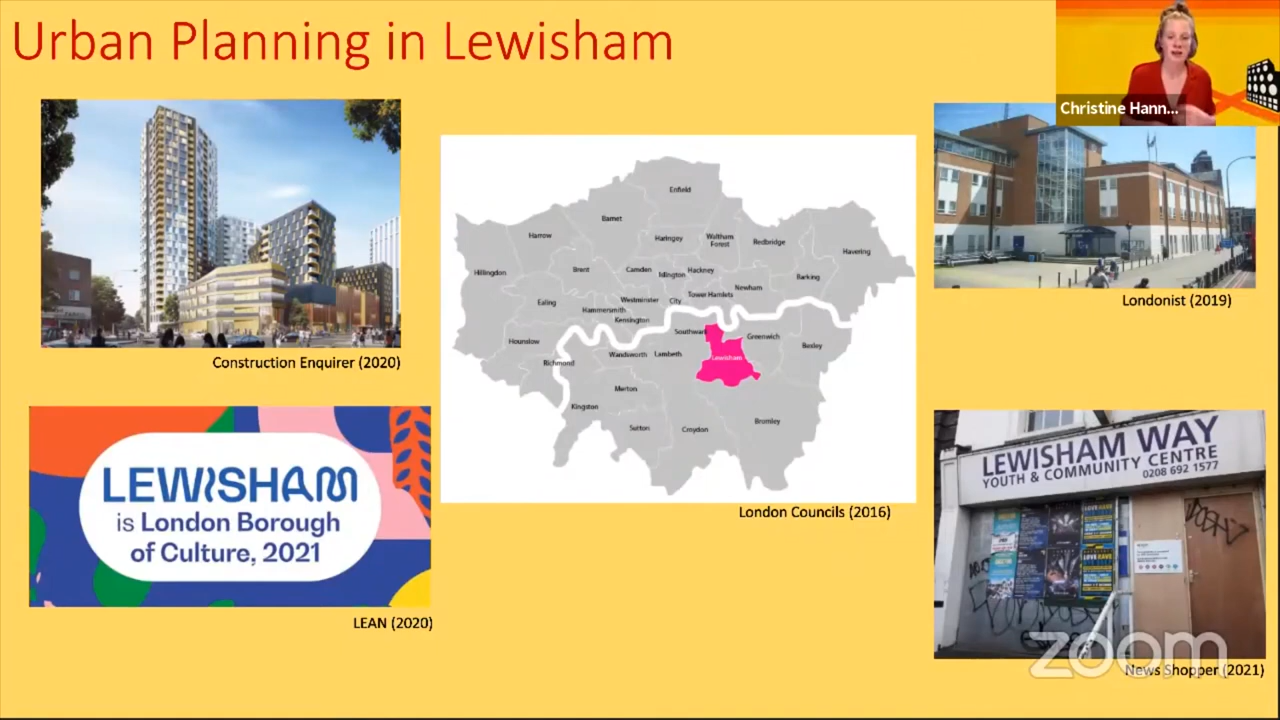 Urban Planning in Lewisham
Christine Hann...
Construction Enquirer (2020)
LEWISHAM
is London Borough
of Culture, 2021
LEAN (2020)
Enfield
Barnet
Harrow
Haringey
Waltham
Forest
Redbridge
Havering
Hillingdon
Brent
Camden
Islington
Hackney
Barking
Ealing
Hammersmith
Westminster
City
Tower Hamlets
Newham
Kensington
Hounslow
Southwark
Greenwich
Bexley
Richmond
Wandsworth
Lambeth
Lewisham
Merton
Kingston
Sutton
Croydon
Bromley
London Councils (2016)
Londonist (2019)
LEWISHAM WAY
YOUTH & COMMUNITY CENTRE
0208 692 1577
zoom
News Shopper (2021)